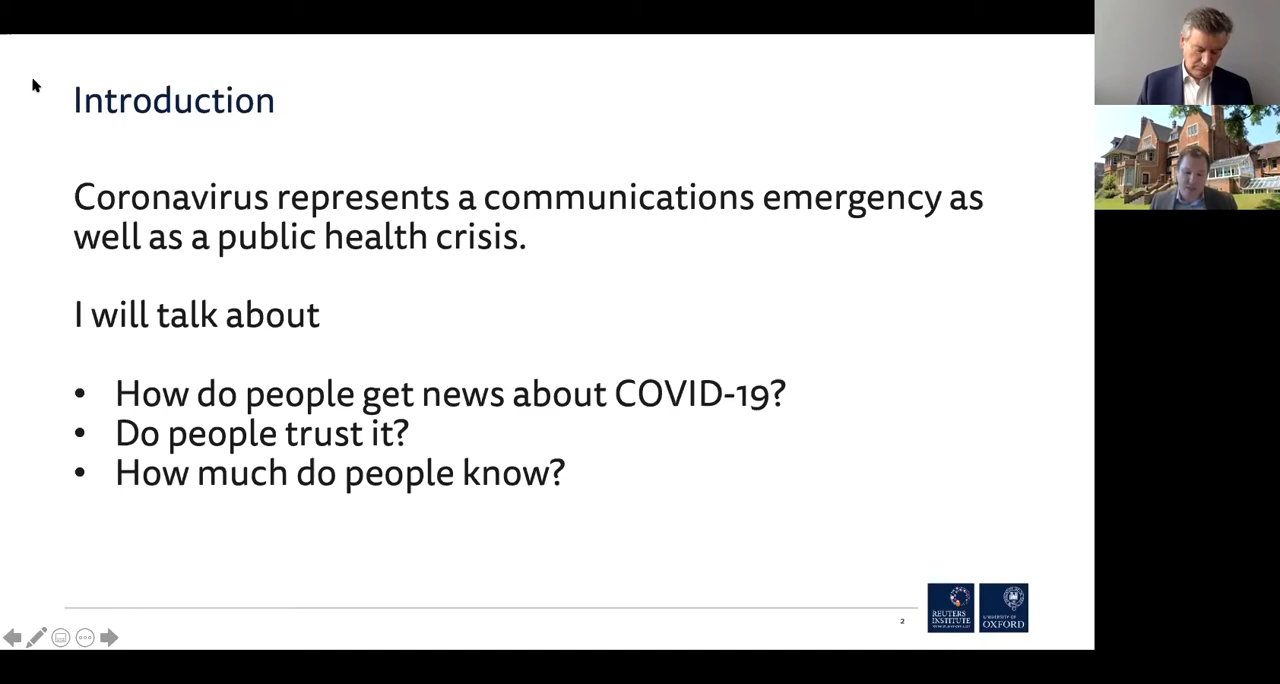 Introduction
Coronavirus represents a communications emergency as
well as a public health crisis.
I will talk about
• How do people get news about COVID-19?
• Do people trust it?
• How much do people know?
2
REUTERS
INSTITUTE
UNIVERSITY OF
OXFORD